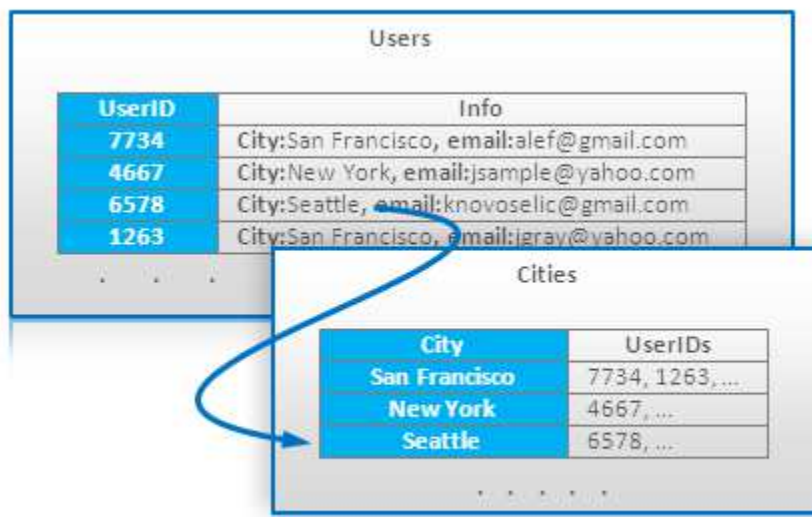 Users
UserID Info
7734 City:San Francisco, email:alef@gmail.com
4667 City:New York, email:jsample@yahoo.com
6578 City:Seattle, email:knovoselic@gmail.com
1263 City:San Francisco, email:jgray@yahoo.com
. . .
Cities
City UserIDs
San Francisco 7734, 1263, ...
New York 4667, ...
Seattle 6578, ...
. . . . .